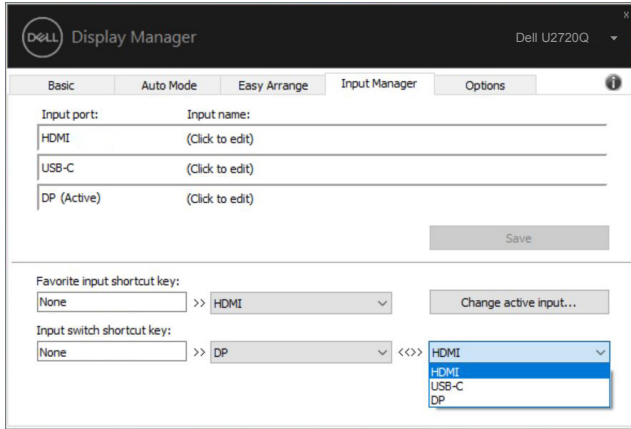 x
DELL Display Manager Dell U2720Q
Basic Auto Mode Easy Arrange Input Manager Options i
Input port: Input name:
HDMI (Click to edit)
USB-C (Click to edit)
DP (Active) (Click to edit)
Save
Favorite input shortcut key:
None >> HDMI Change active input...
Input switch shortcut key:
None >> DP <<>> HDMI
HDMI
USB-C
DP